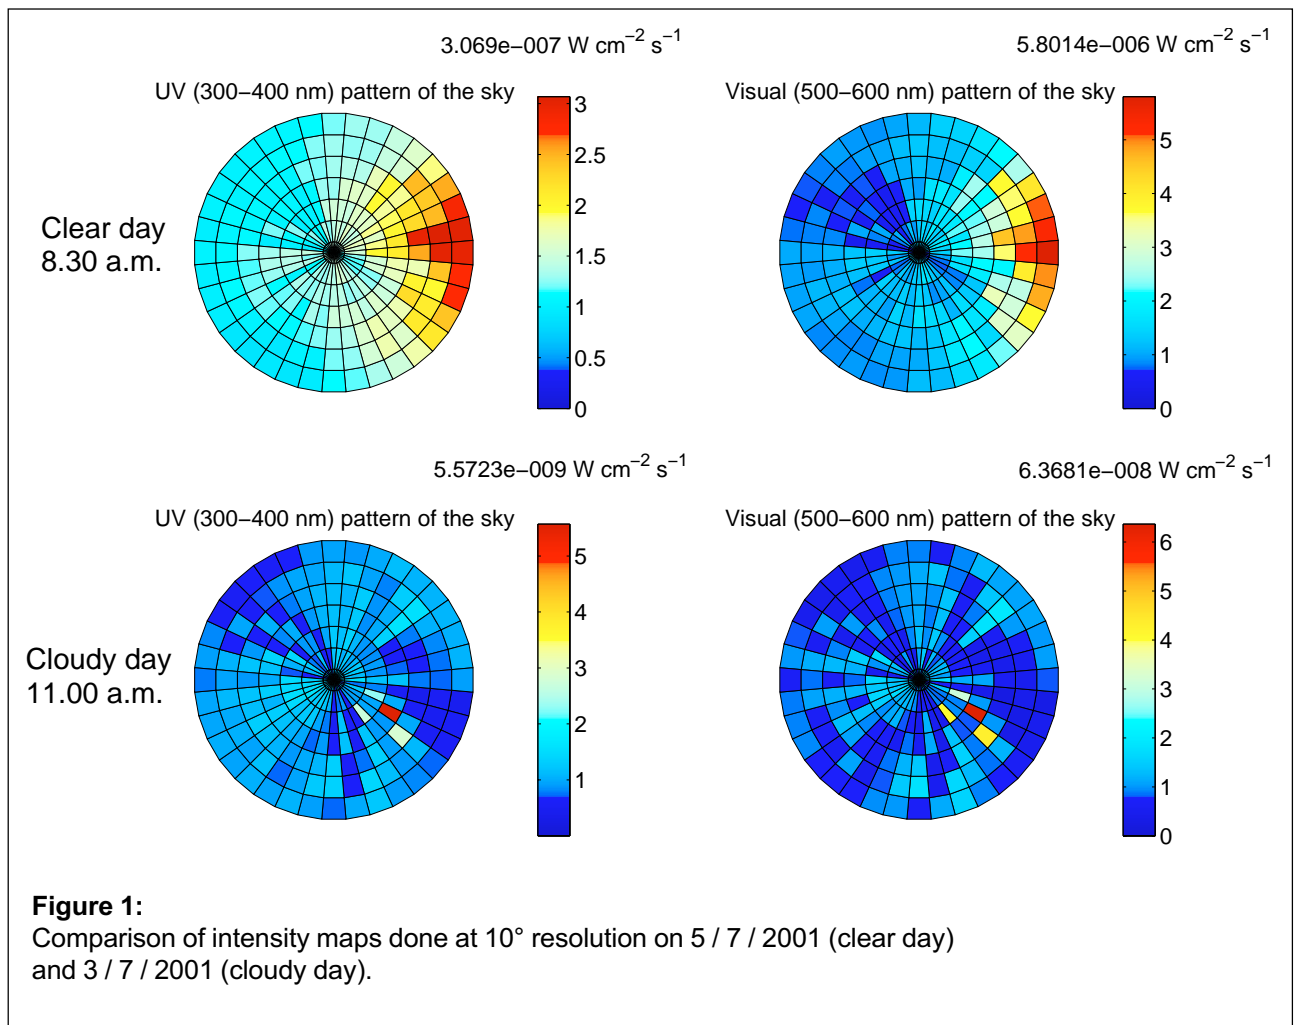 3.069e−007 W cm⁻² s⁻¹
UV (300−400 nm) pattern of the sky
3
2.5
2
1.5
1
0.5
0
5.8014e−006 W cm⁻² s⁻¹
Visual (500−600 nm) pattern of the sky
5
4
3
2
1
0
Clear day
8.30 a.m.
5.5723e−009 W cm⁻² s⁻¹
UV (300−400 nm) pattern of the sky
5
4
3
2
1
6.3681e−008 W cm⁻² s⁻¹
Visual (500−600 nm) pattern of the sky
6
5
4
3
2
1
0
Cloudy day
11.00 a.m.
Figure 1:
Comparison of intensity maps done at 10° resolution on 5 / 7 / 2001 (clear day)
and 3 / 7 / 2001 (cloudy day).